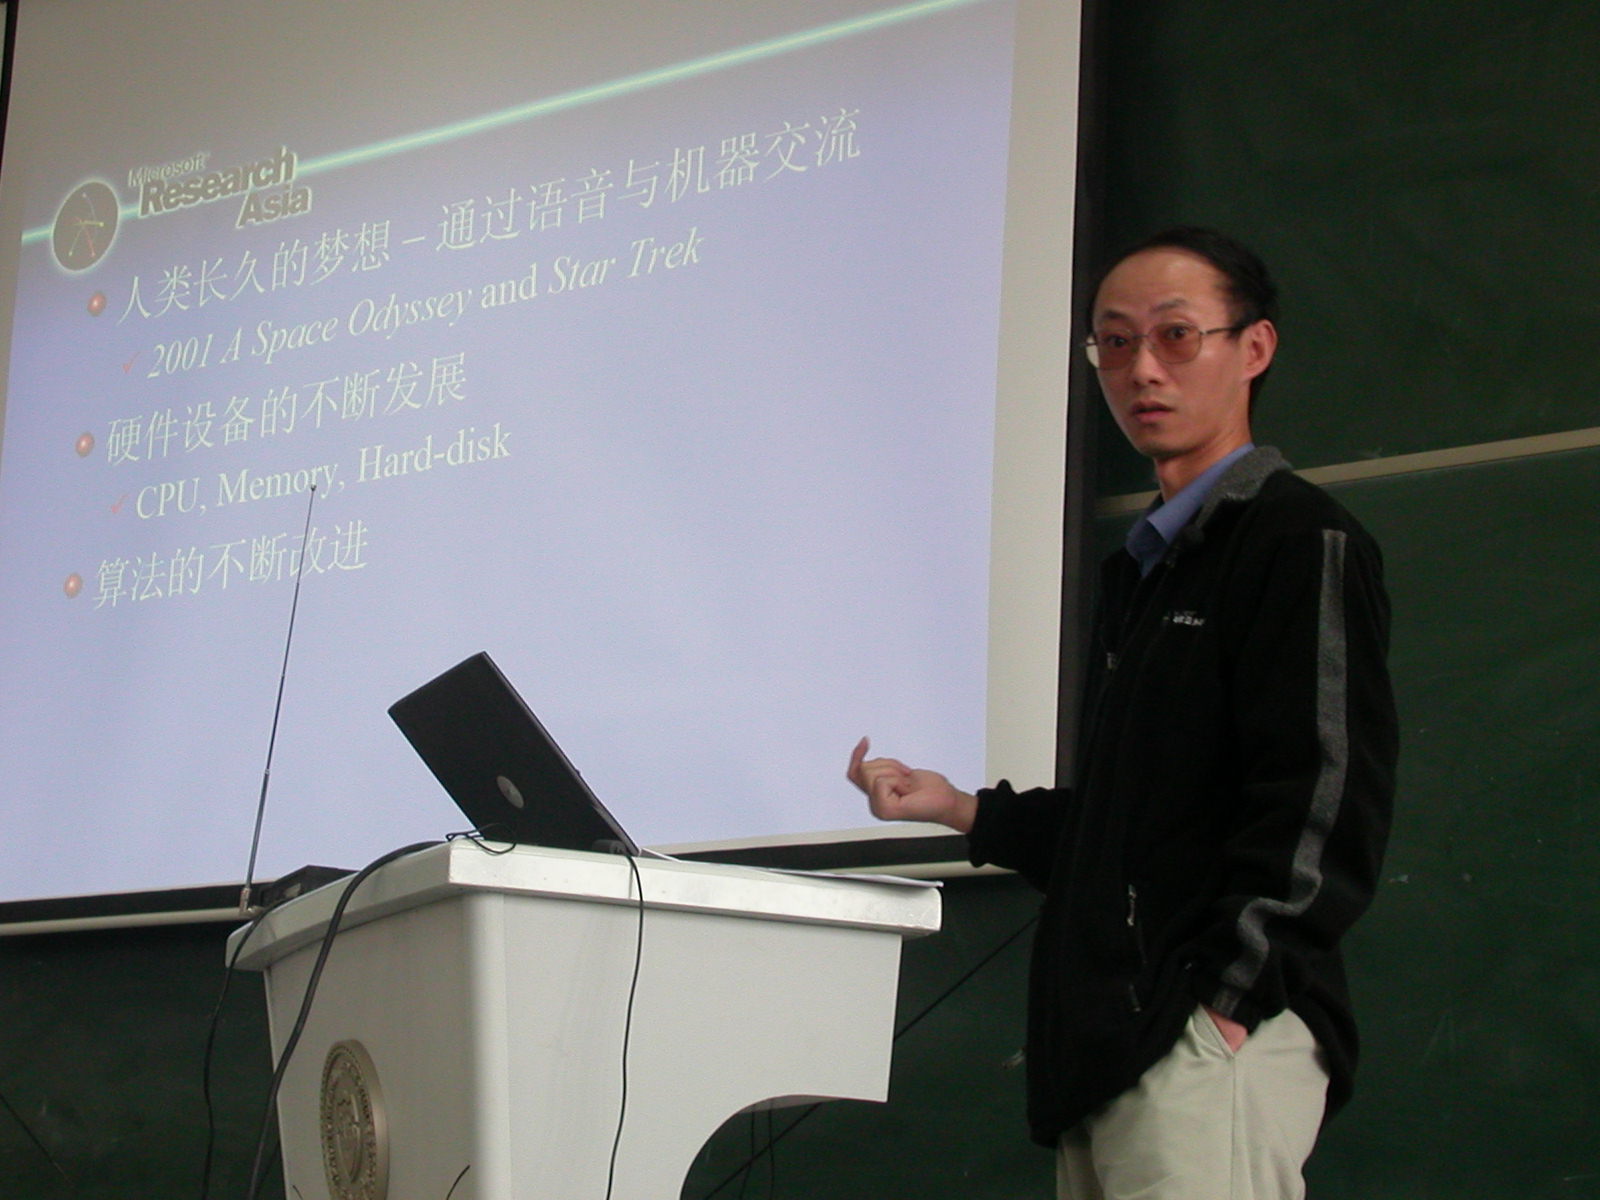 Microsoft
Research
Asia
人类长久的梦想 – 通过语音与机器交流
2001 A Space Odyssey and Star Trek
硬件设备的不断发展
CPU, Memory, Hard-disk
算法的不断改进